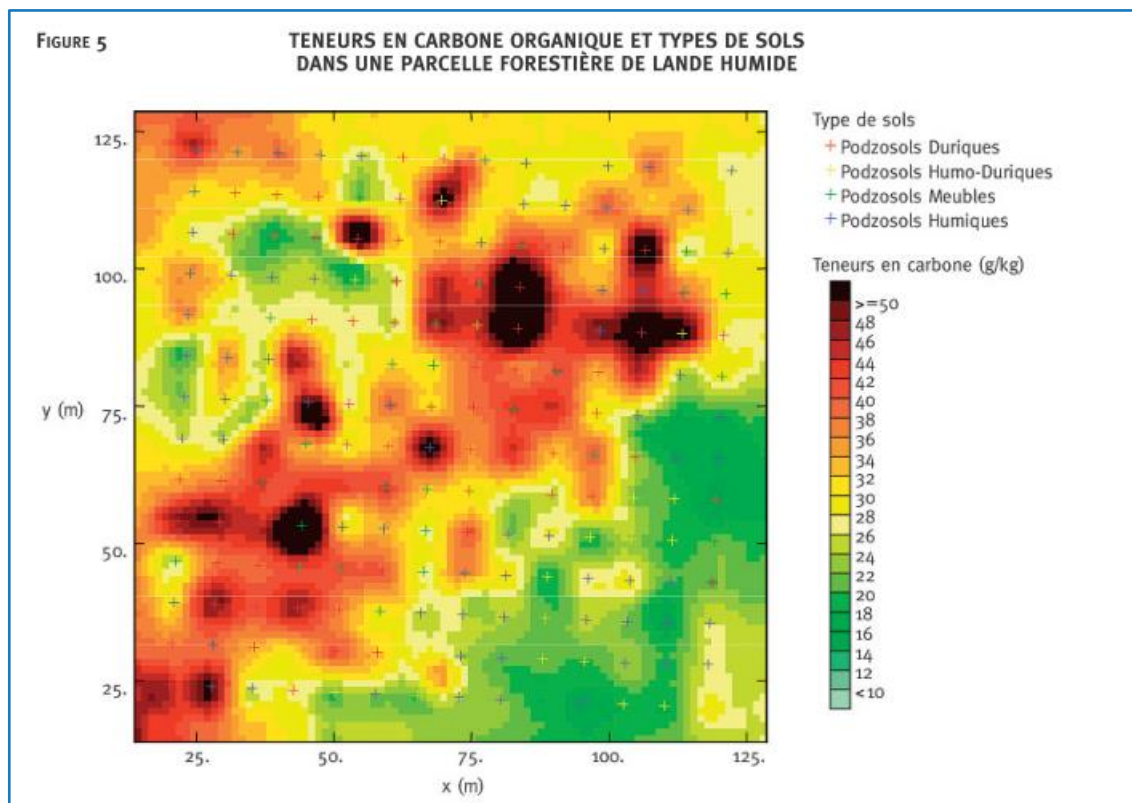 FIGURE 5
TENEURS EN CARBONE ORGANIQUE ET TYPES DE SOLS
DANS UNE PARCELLE FORESTIÈRE DE LANDE HUMIDE
125.
100.
y (m)
75.
50.
25.
25.
50.
75.
100.
125.
x (m)
Type de sols
+ Podzosols Duriques
+ Podzosols Humo-Duriques
+ Podzosols Meubles
+ Podzosols Humiques
Teneurs en carbone (g/kg)
>=50
48
46
44
42
40
38
36
34
32
30
28
26
24
22
20
18
16
14
12
<10